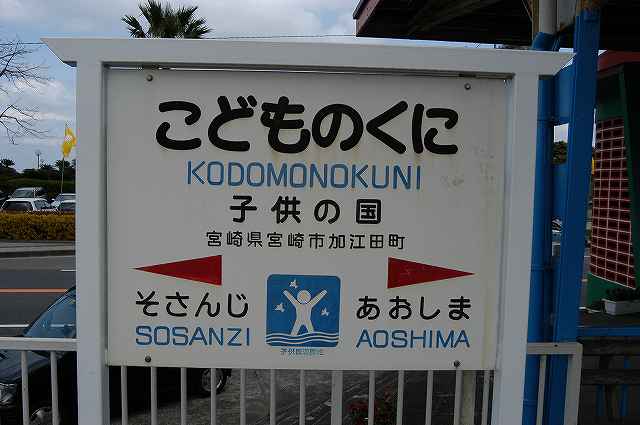 こどものくに
KODOMONOKUNI
子供の国
宮崎県宮崎市加江田町
そさんじ
SOSANZI
あおしま
AOSHIMA